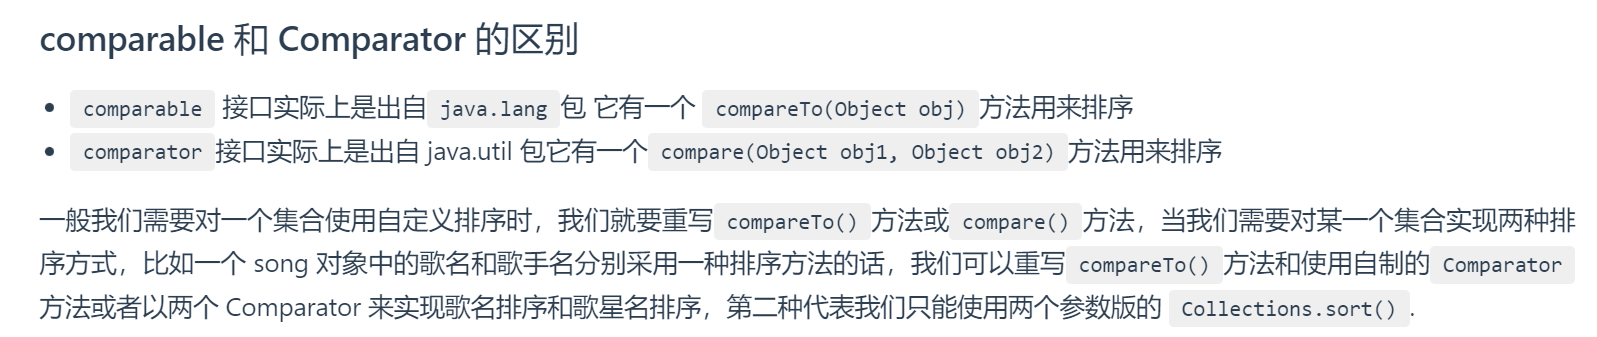 comparable 和 Comparator 的区别
comparable 接口实际上是出自 java.lang 包 它有一个 compareTo(Object obj) 方法用来排序
comparator 接口实际上是出自 java.util 包它有一个 compare(Object obj1, Object obj2) 方法用来排序
一般我们需要对一个集合使用自定义排序时，我们就要重写 compareTo() 方法或 compare() 方法，当我们需要对某一个集合实现两种排
序方式，比如一个 song 对象中的歌名和歌手名分别采用一种排序方法的话，我们可以重写 compareTo() 方法和使用自制的 Comparator
方法或者以两个 Comparator 来实现歌名排序和歌星名排序，第二种代表我们只能使用两个参数版的 Collections.sort() .